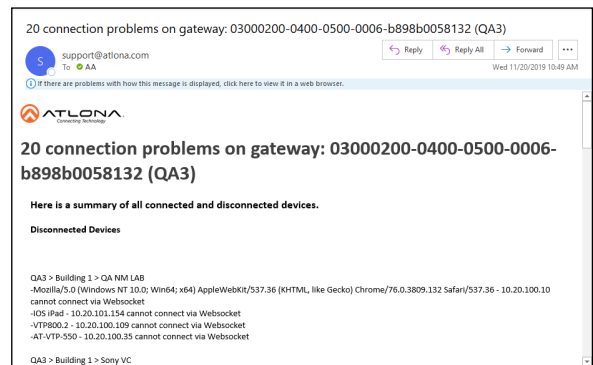 20 connection problems on gateway: 03000200-0400-0500-0006-b898b0058132 (QA3)
S
support@atlona.com
To AA
Reply Reply All Forward ...
Wed 11/20/2019 10:49 AM
If there are problems with how this message is displayed, click here to view it in a web browser.
ATLONA.
Connecting Technology
20 connection problems on gateway: 03000200-0400-0500-0006-
b898b0058132 (QA3)
Here is a summary of all connected and disconnected devices.
Disconnected Devices
QA3 > Building 1 > QA NM LAB
-Mozilla/5.0 (Windows NT 10.0; Win64; x64) AppleWebKit/537.36 (KHTML, like Gecko) Chrome/76.0.3809.132 Safari/537.36 - 10.20.100.10
cannot connect via Websocket
-IOS iPad - 10.20.101.154 cannot connect via Websocket
-VTP800.2 - 10.20.100.109 cannot connect via Websocket
-AT-VTP-550 - 10.20.100.35 cannot connect via Websocket
QA3 > Building 1 > Sony VC